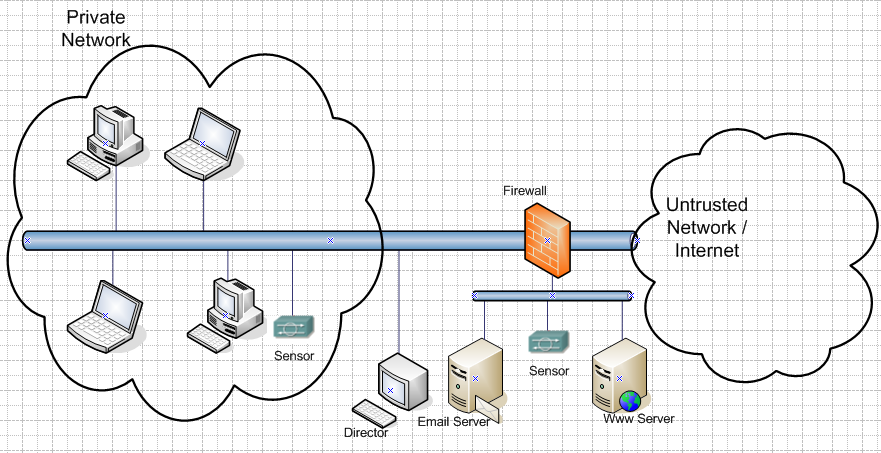 Private
Network
Firewall
Untrusted
Network /
Internet
Sensor
Sensor
Director
Email Server
Www Server